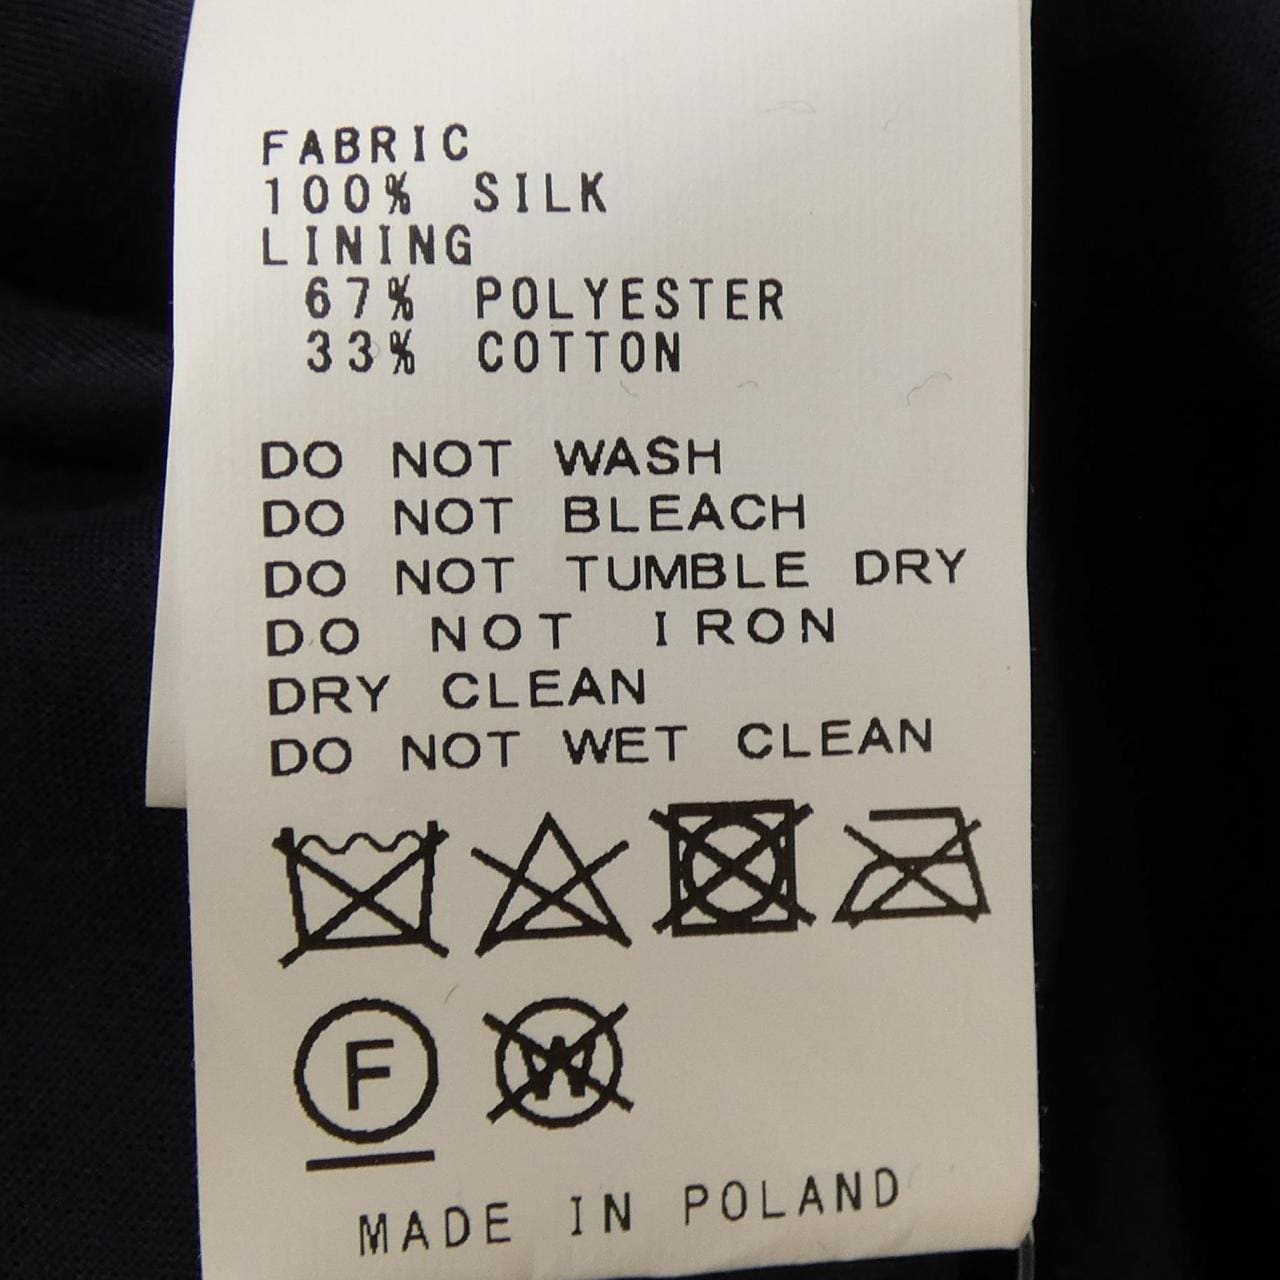 FABRIC
100% SILK
LINING
67% POLYESTER
33% COTTON
DO NOT WASH
DO NOT BLEACH
DO NOT TUMBLE DRY
DO NOT IRON
DRY CLEAN
DO NOT WET CLEAN
F W
MADE IN POLAND